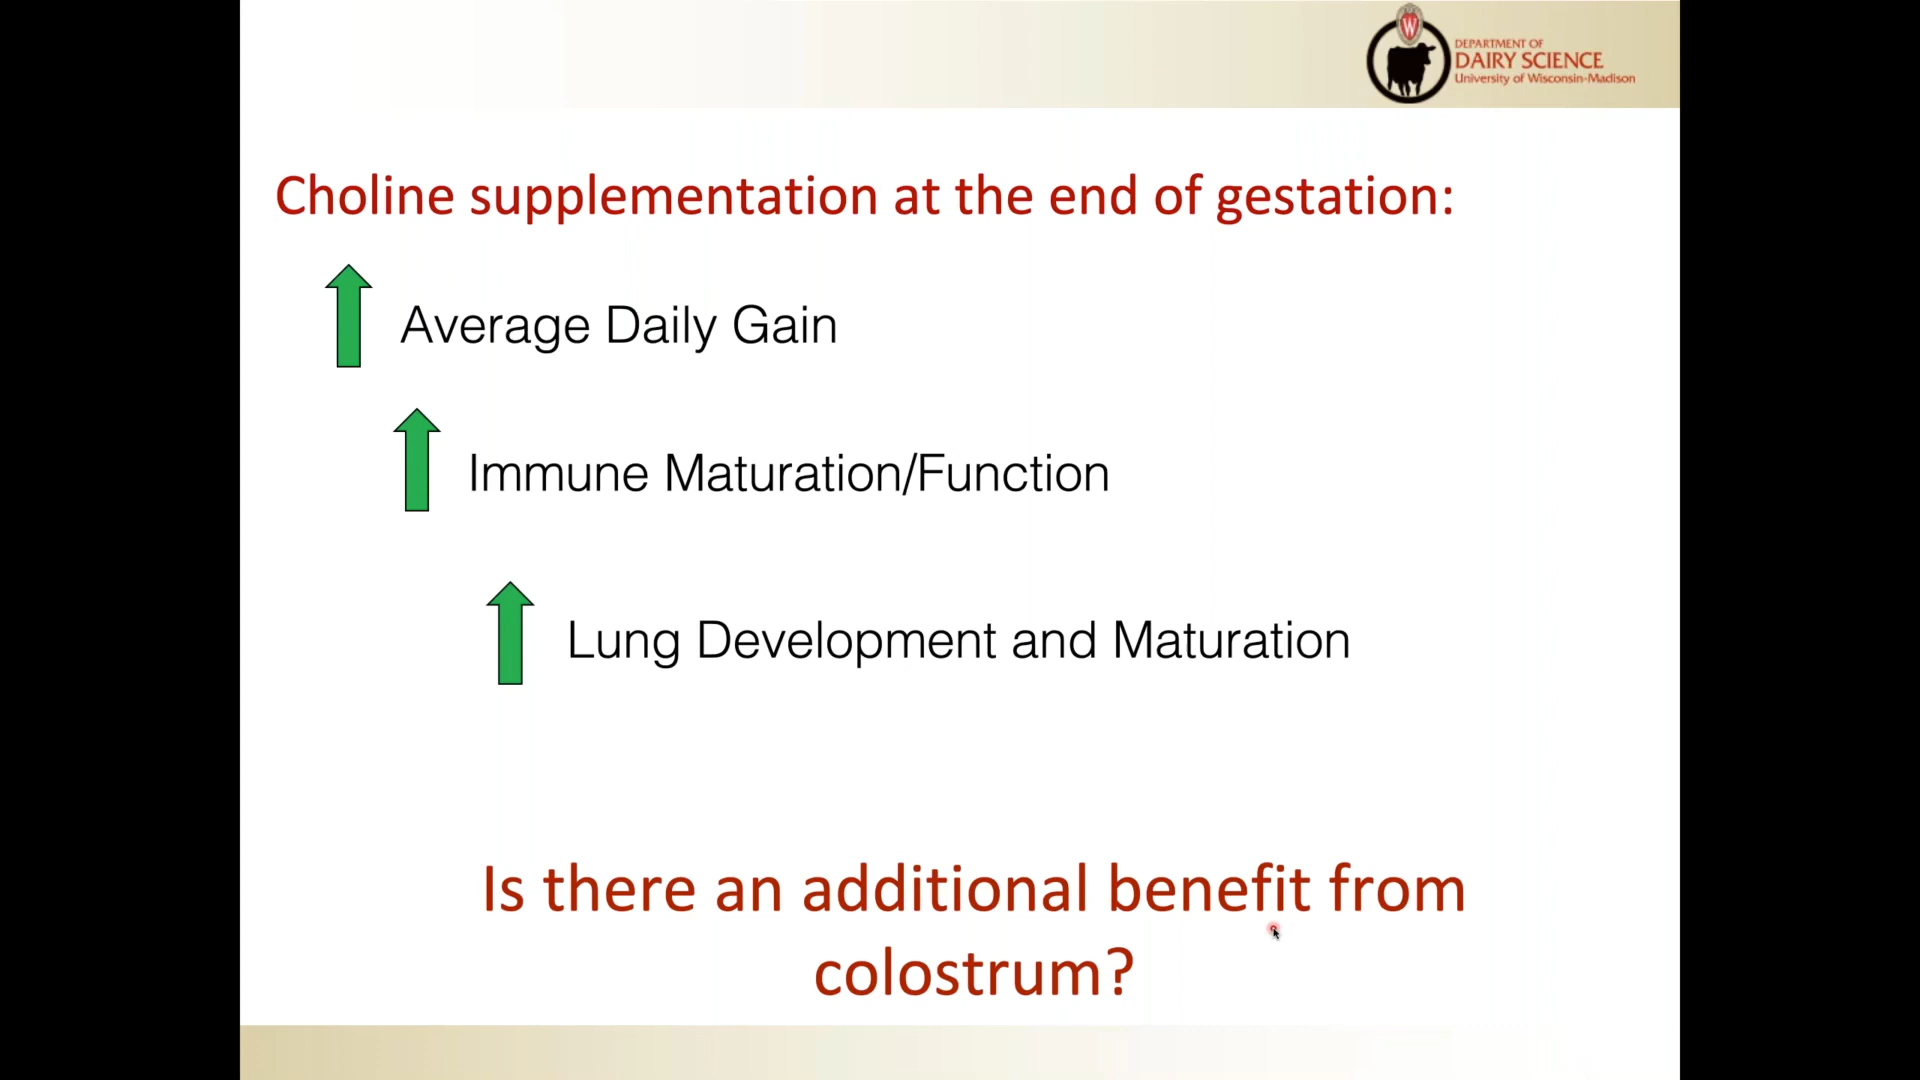 W
DEPARTMENT OF
DAIRY SCIENCE
University of Wisconsin-Madison
Choline supplementation at the end of gestation:
Average Daily Gain
Immune Maturation/Function
Lung Development and Maturation
Is there an additional benefit from
colostrum?